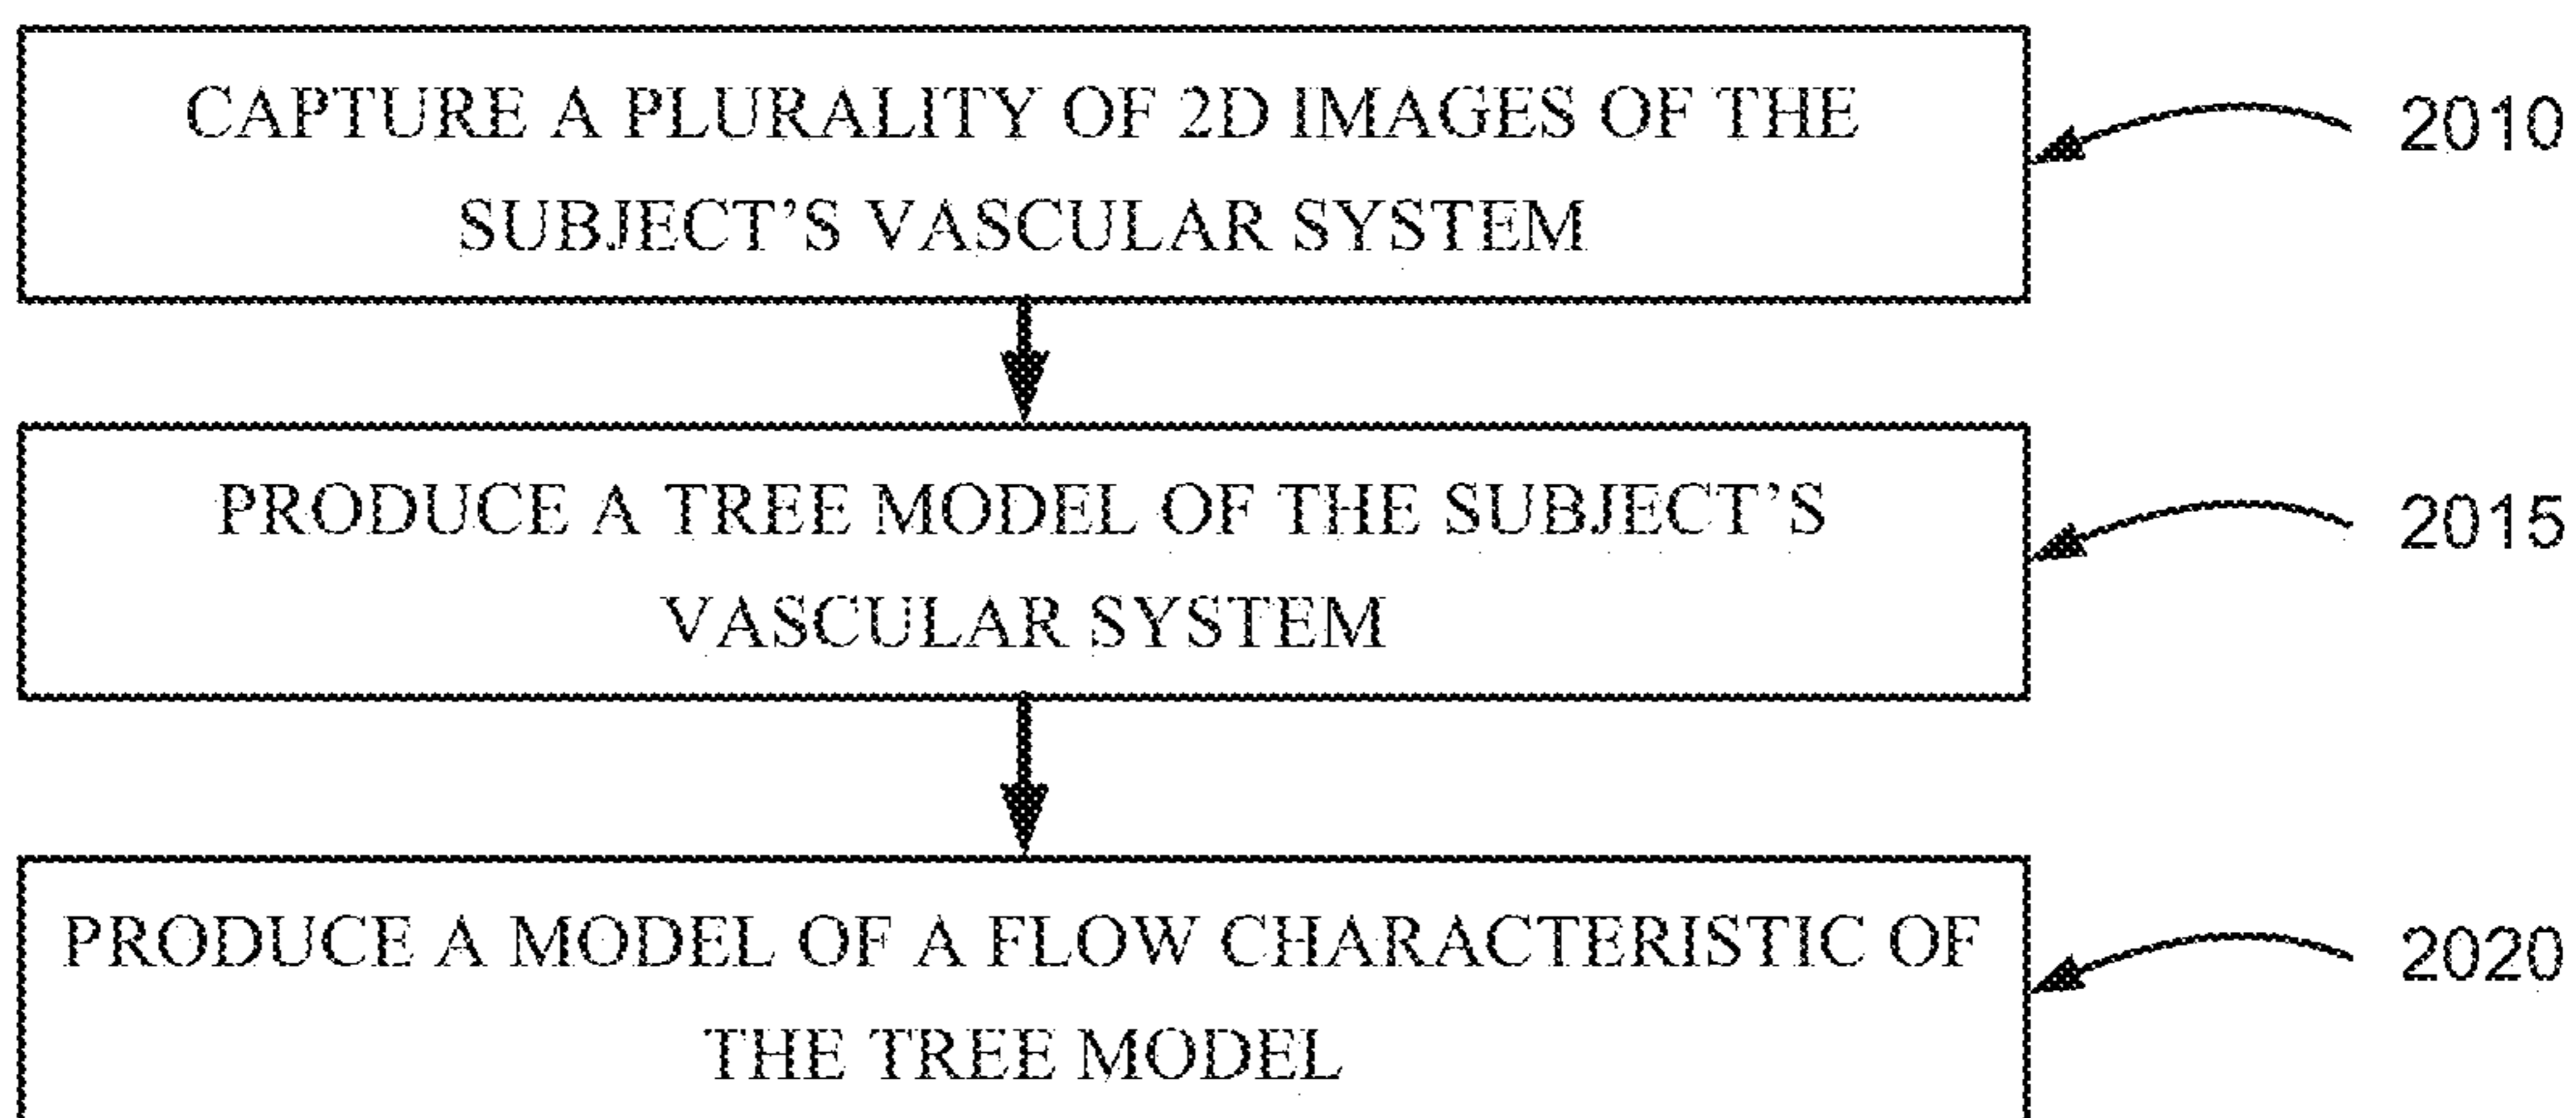 CAPTURE A PLURALITY OF 2D IMAGES OF THE
SUBJECT'S VASCULAR SYSTEM
2010
PRODUCE A TREE MODEL OF THE SUBJECT'S
VASCULAR SYSTEM
2015
PRODUCE A MODEL OF A FLOW CHARACTERISTIC OF
THE TREE MODEL
2020